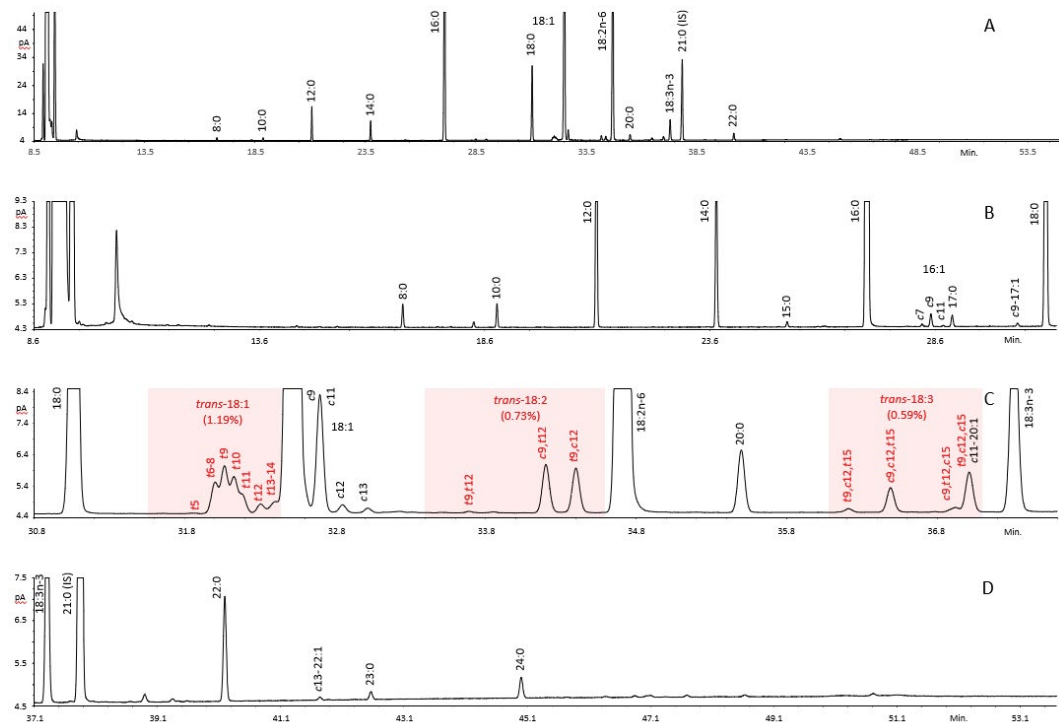 A
44
pA
34
24
14
4
8:0
10:0
12:0
14:0
16:0
18:0
18:1
18:2n-6
20:0
18:3n-3
21:0 (IS)
22:0
8.5
13.5
18.5
23.5
28.5
33.5
38.5
43.5
48.5
Min.
53.5
B
9.3
pA
8.3
7.3
6.3
5.3
4.3
8:0
10:0
12:0
14:0
15:0
16:0
16:1
c7
c9
c11
17:0
c9-17:1
18:0
8.6
13.6
18.6
23.6
28.6
Min.
C
8.4
pA
7.4
6.4
5.4
4.4
18:0
trans-18:1
(1.19%)
t5
t6-8
t9
t10
t11
t12
t13-14
c9
c11
18:1
c12
c13
trans-18:2
(0.73%)
t9,t12
c9,t12
t9,c12
18:2n-6
20:0
trans-18:3
(0.59%)
t9,c12,t15
c9,c12,t15
c9,t12,c15
t9,c12,c15
c11-20:1
18:3n-3
30.8
31.8
32.8
33.8
34.8
35.8
36.8
Min.
D
7.5
pA
6.5
5.5
4.5
18:3n-3
21:0 (IS)
22:0
c13-22:1
23:0
24:0
37.1
39.1
41.1
43.1
45.1
47.1
49.1
51.1
Min.
53.1